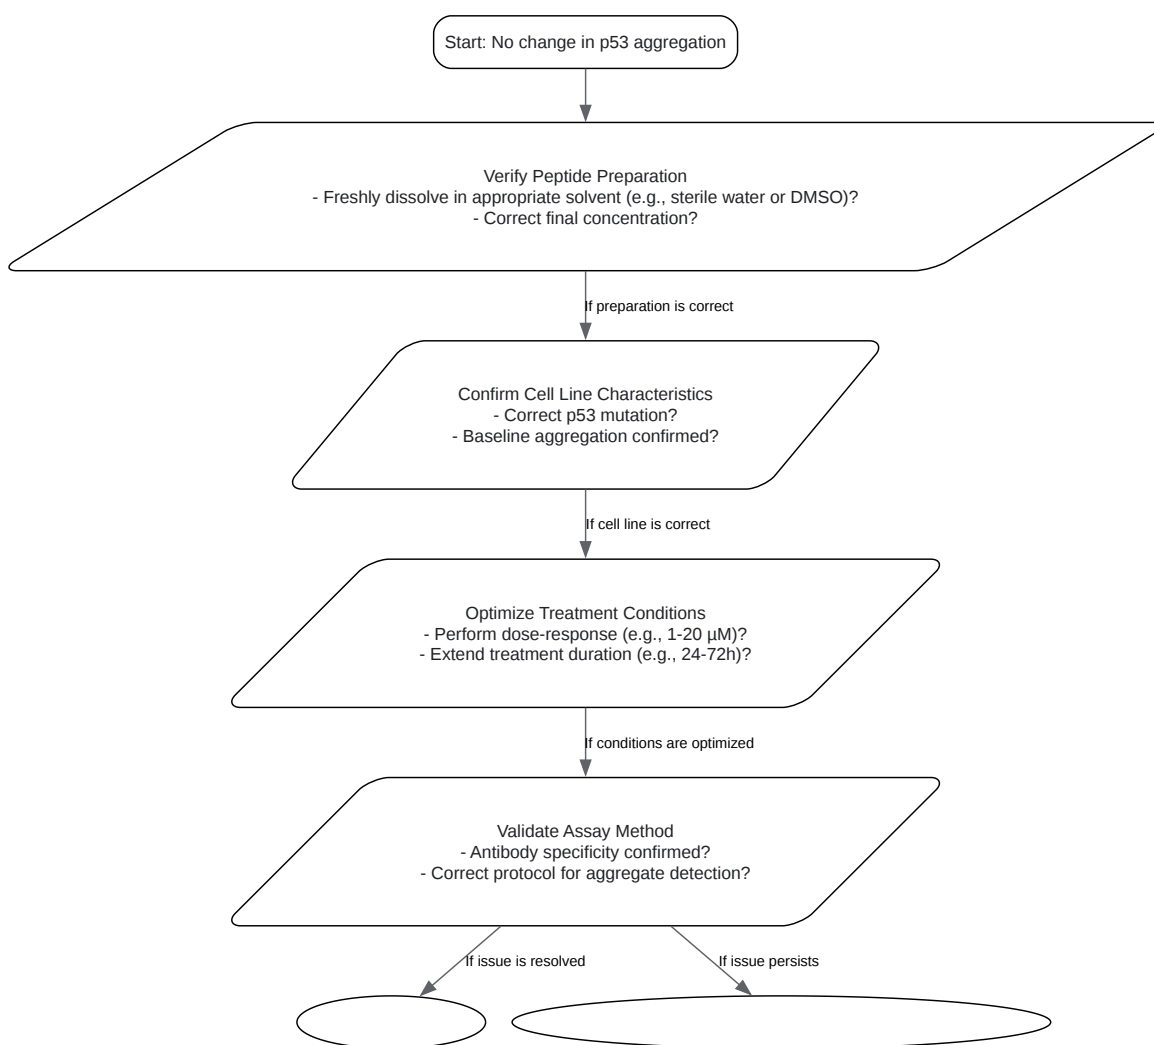 Start: No change in p53 aggregation
Verify Peptide Preparation
- Freshly dissolve in appropriate solvent (e.g., sterile water or DMSO)?
- Correct final concentration?
If preparation is correct
Confirm Cell Line Characteristics
- Correct p53 mutation?
- Baseline aggregation confirmed?
If cell line is correct
Optimize Treatment Conditions
- Perform dose-response (e.g., 1-20 µM)?
- Extend treatment duration (e.g., 24-72h)?
If conditions are optimized
Validate Assay Method
- Antibody specificity confirmed?
- Correct protocol for aggregate detection?
If issue is resolved
If issue persists